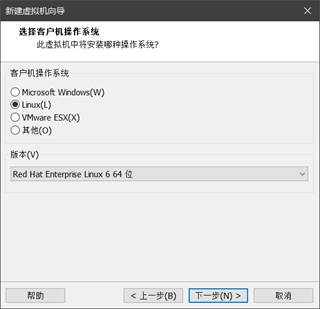 新建虚拟机向导
选择客户机操作系统
此虚拟机中将安装哪种操作系统?
客户机操作系统
Microsoft Windows(W)
Linux(L)
VMware ESX(X)
其他(O)
版本(V)
Red Hat Enterprise Linux 6 64 位
帮助
< 上一步(B)
下一步(N) >
取消